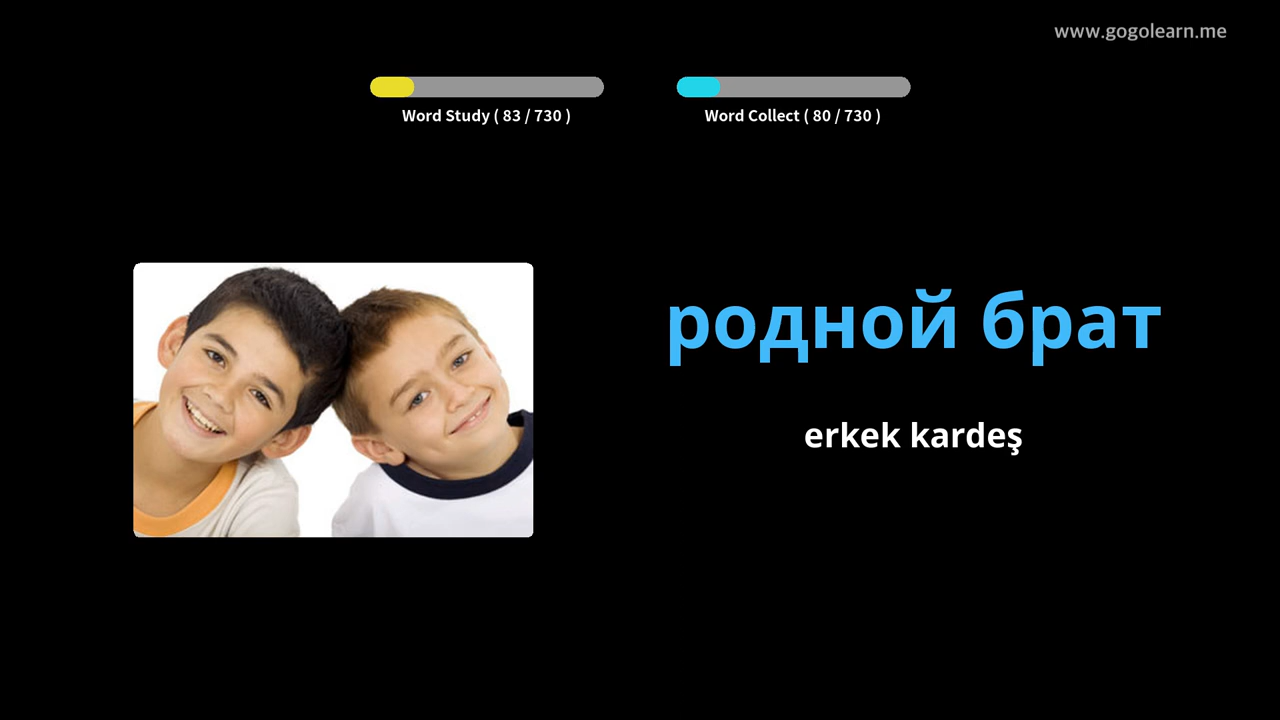 www.gogolearn.me
Word Study ( 83 / 730 )
Word Collect ( 80 / 730 )
родной брат
erkek kardeş